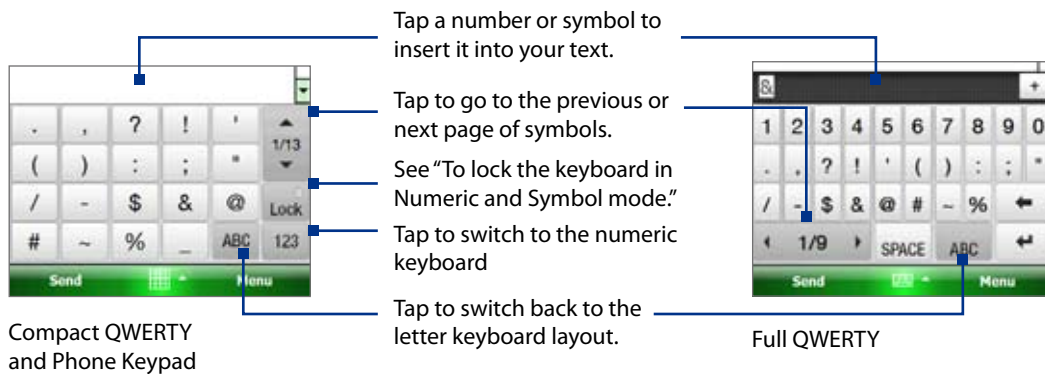 Tap a number or symbol to
insert it into your text.
Tap to go to the previous or
next page of symbols.
See “To lock the keyboard in
Numeric and Symbol mode.”
Tap to switch to the numeric
keyboard
Tap to switch back to the
letter keyboard layout.
. , ? ! '
1/13
( ) : ; "
/ - $ & @ Lock
# ~ % _ ABC 123
Send Menu
Compact QWERTY
and Phone Keypad
& +
1 2 3 4 5 6 7 8 9 0
. , ? ! ' ( ) : ; "
/ - $ & @ # ~ %
1/9 SPACE ABC
Send Menu
Full QWERTY